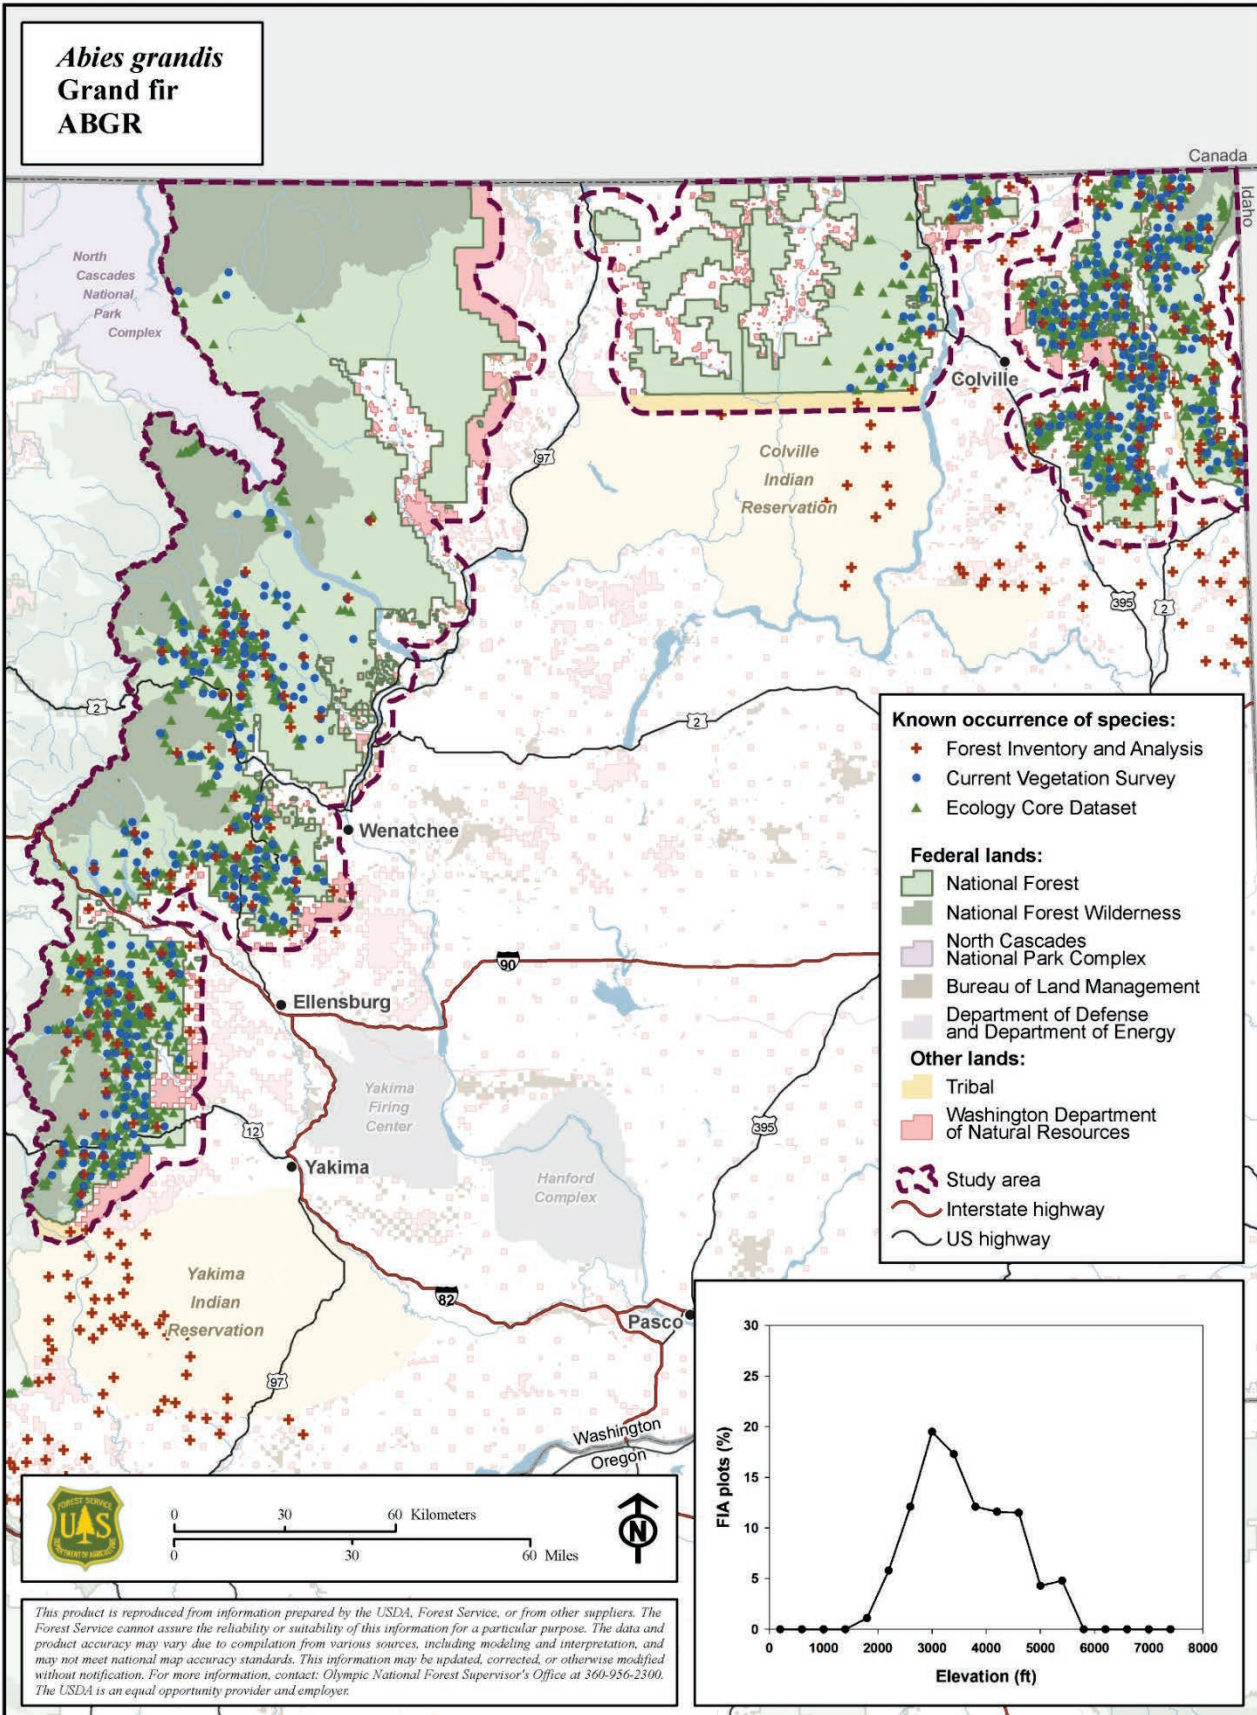 Abies grandis
Grand fir
ABGR
Canada
Idaho
North
Cascades
National
Park
Complex
97
Colville
Colville
Indian
Reservation
395
2
2
2
Wenatchee
90
Ellensburg
Yakima
Firing
Center
395
12
Yakima
Hanford
Complex
Yakima
Indian
Reservation
82
Pasco
97
Washington
Oregon
Known occurrence of species:
Forest Inventory and Analysis
Current Vegetation Survey
Ecology Core Dataset
Federal lands:
National Forest
National Forest Wilderness
North Cascades
National Park Complex
Bureau of Land Management
Department of Defense
and Department of Energy
Other lands:
Tribal
Washington Department
of Natural Resources
Study area
Interstate highway
US highway
FOREST SERVICE
US
DEPARTMENT OF AGRICULTURE
0 30 60 Kilometers
0 30 60 Miles
N
This product is reproduced from information prepared by the USDA, Forest Service, or from other suppliers. The
Forest Service cannot assure the reliability or suitability of this information for a particular purpose. The data and
product accuracy may vary due to compilation from various sources, including modeling and interpretation, and
may not meet national map accuracy standards. This information may be updated, corrected, or otherwise modified
without notification. For more information, contact: Olympic National Forest Supervisor's Office at 360-956-2300.
The USDA is an equal opportunity provider and employer.
FIA plots (%)
30
25
20
15
10
5
0
0 1000 2000 3000 4000 5000 6000 7000 8000
Elevation (ft)